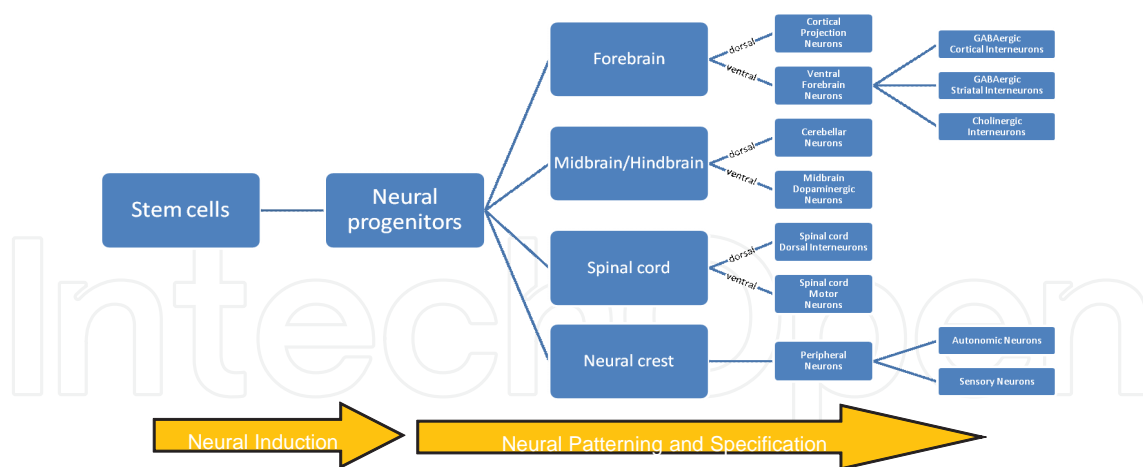 Stem cells
Neural
progenitors
Forebrain
dorsal
ventral
Cortical
Projection
Neurons
Ventral
Forebrain
Neurons
GABAergic
Cortical Interneurons
GABAergic
Striatal Interneurons
Cholinergic
Interneurons
Midbrain/Hindbrain
dorsal
ventral
Cerebellar
Neurons
Midbrain
Dopaminergic
Neurons
Spinal cord
dorsal
ventral
Spinal cord
Dorsal Interneurons
Spinal cord
Motor
Neurons
Neural crest
Peripheral
Neurons
Autonomic Neurons
Sensory Neurons
IntechOpen
Neural Induction
Neural Patterning and Specification